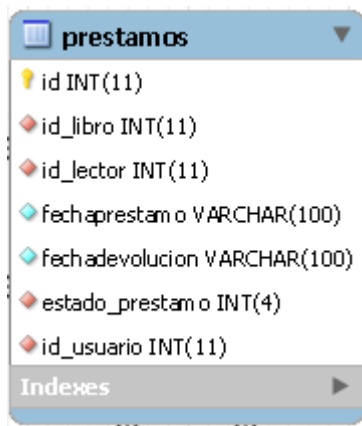 prestamos
id INT(11)
id_libro INT(11)
id_lector INT(11)
fechaprestamo VARCHAR(100)
fechadevolucion VARCHAR(100)
estado_prestamo INT(4)
id_usuario INT(11)
Indexes